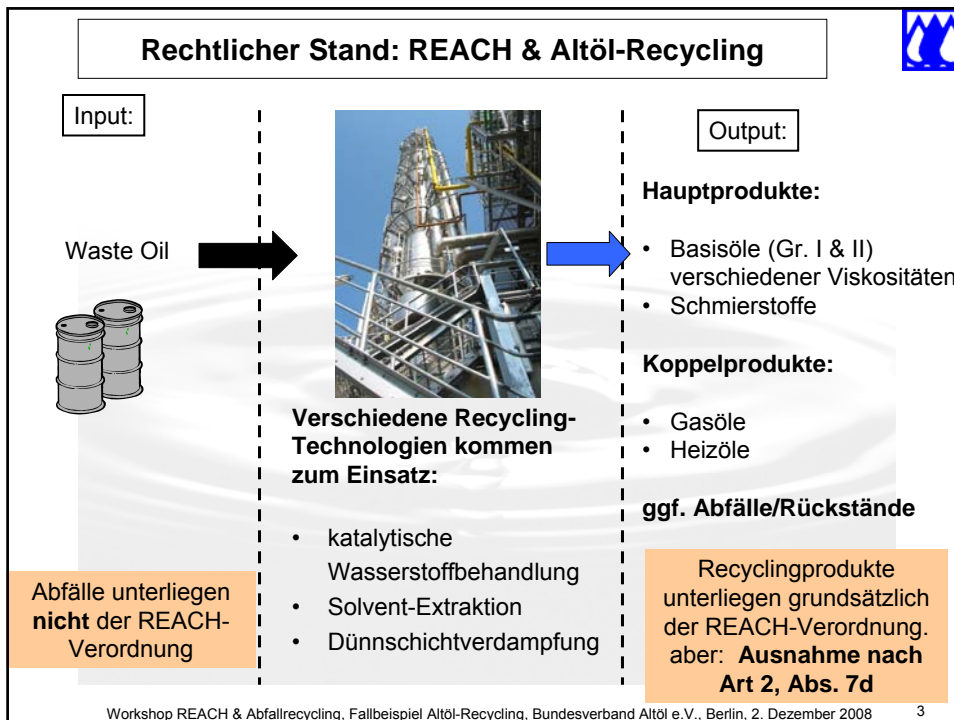 Rechtlicher Stand: REACH & Altöl-Recycling
Input:
Waste Oil
Abfälle unterliegen
nicht der REACH-
Verordnung
Verschiedene Recycling-
Technologien kommen
zum Einsatz:
• katalytische
Wasserstoffbehandlung
• Solvent-Extraktion
• Dünnschichtverdampfung
Output:
Hauptprodukte:
• Basisöle (Gr. I & II)
verschiedener Viskositäten
• Schmierstoffe
Koppelprodukte:
• Gasöle
• Heizöle
ggf. Abfälle/Rückstände
Recyclingprodukte
unterliegen grundsätzlich
der REACH-Verordnung.
aber: Ausnahme nach
Art 2, Abs. 7d
Workshop REACH & Abfallrecycling, Fallbeispiel Altöl-Recycling, Bundesverband Altöl e.V., Berlin, 2. Dezember 2008 3